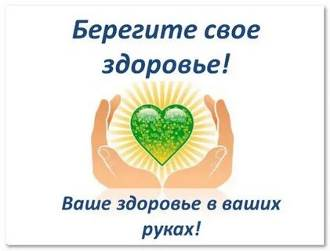 Берегите свое
здоровье!
Ваше здоровье в ваших
руках!